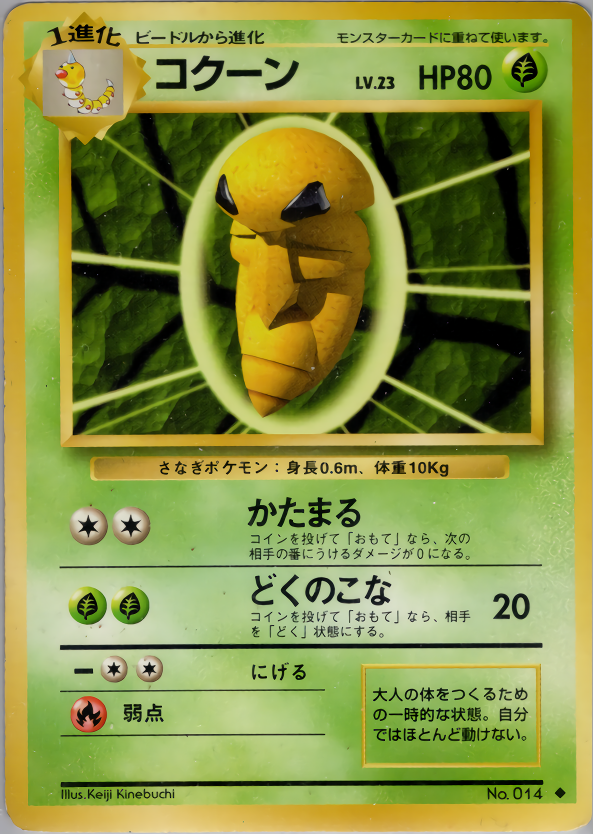 1進化
ビードルから進化
モンスターカードに重ねて使います。
コクーン LV.23 HP80
さなぎポケモン：身長0.6m、体重10Kg
かたまる
コインを投げて「おもて」なら、次の
相手の番にうけるダメージが0になる。
どくのこな 20
コインを投げて「おもて」なら、相手
を「どく」状態にする。
ー にげる
弱点
大人の体をつくるため
の一時的な状態。自分
ではほとんど動けない。
Illus.Keiji Kinebuchi
No. 014 ◆